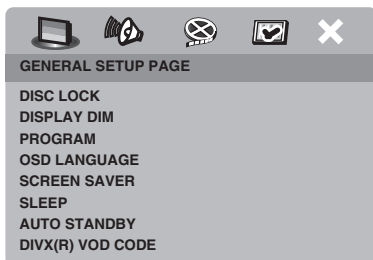 GENERAL SETUP PAGE
DISC LOCK
DISPLAY DIM
PROGRAM
OSD LANGUAGE
SCREEN SAVER
SLEEP
AUTO STANDBY
DIVX(R) VOD CODE